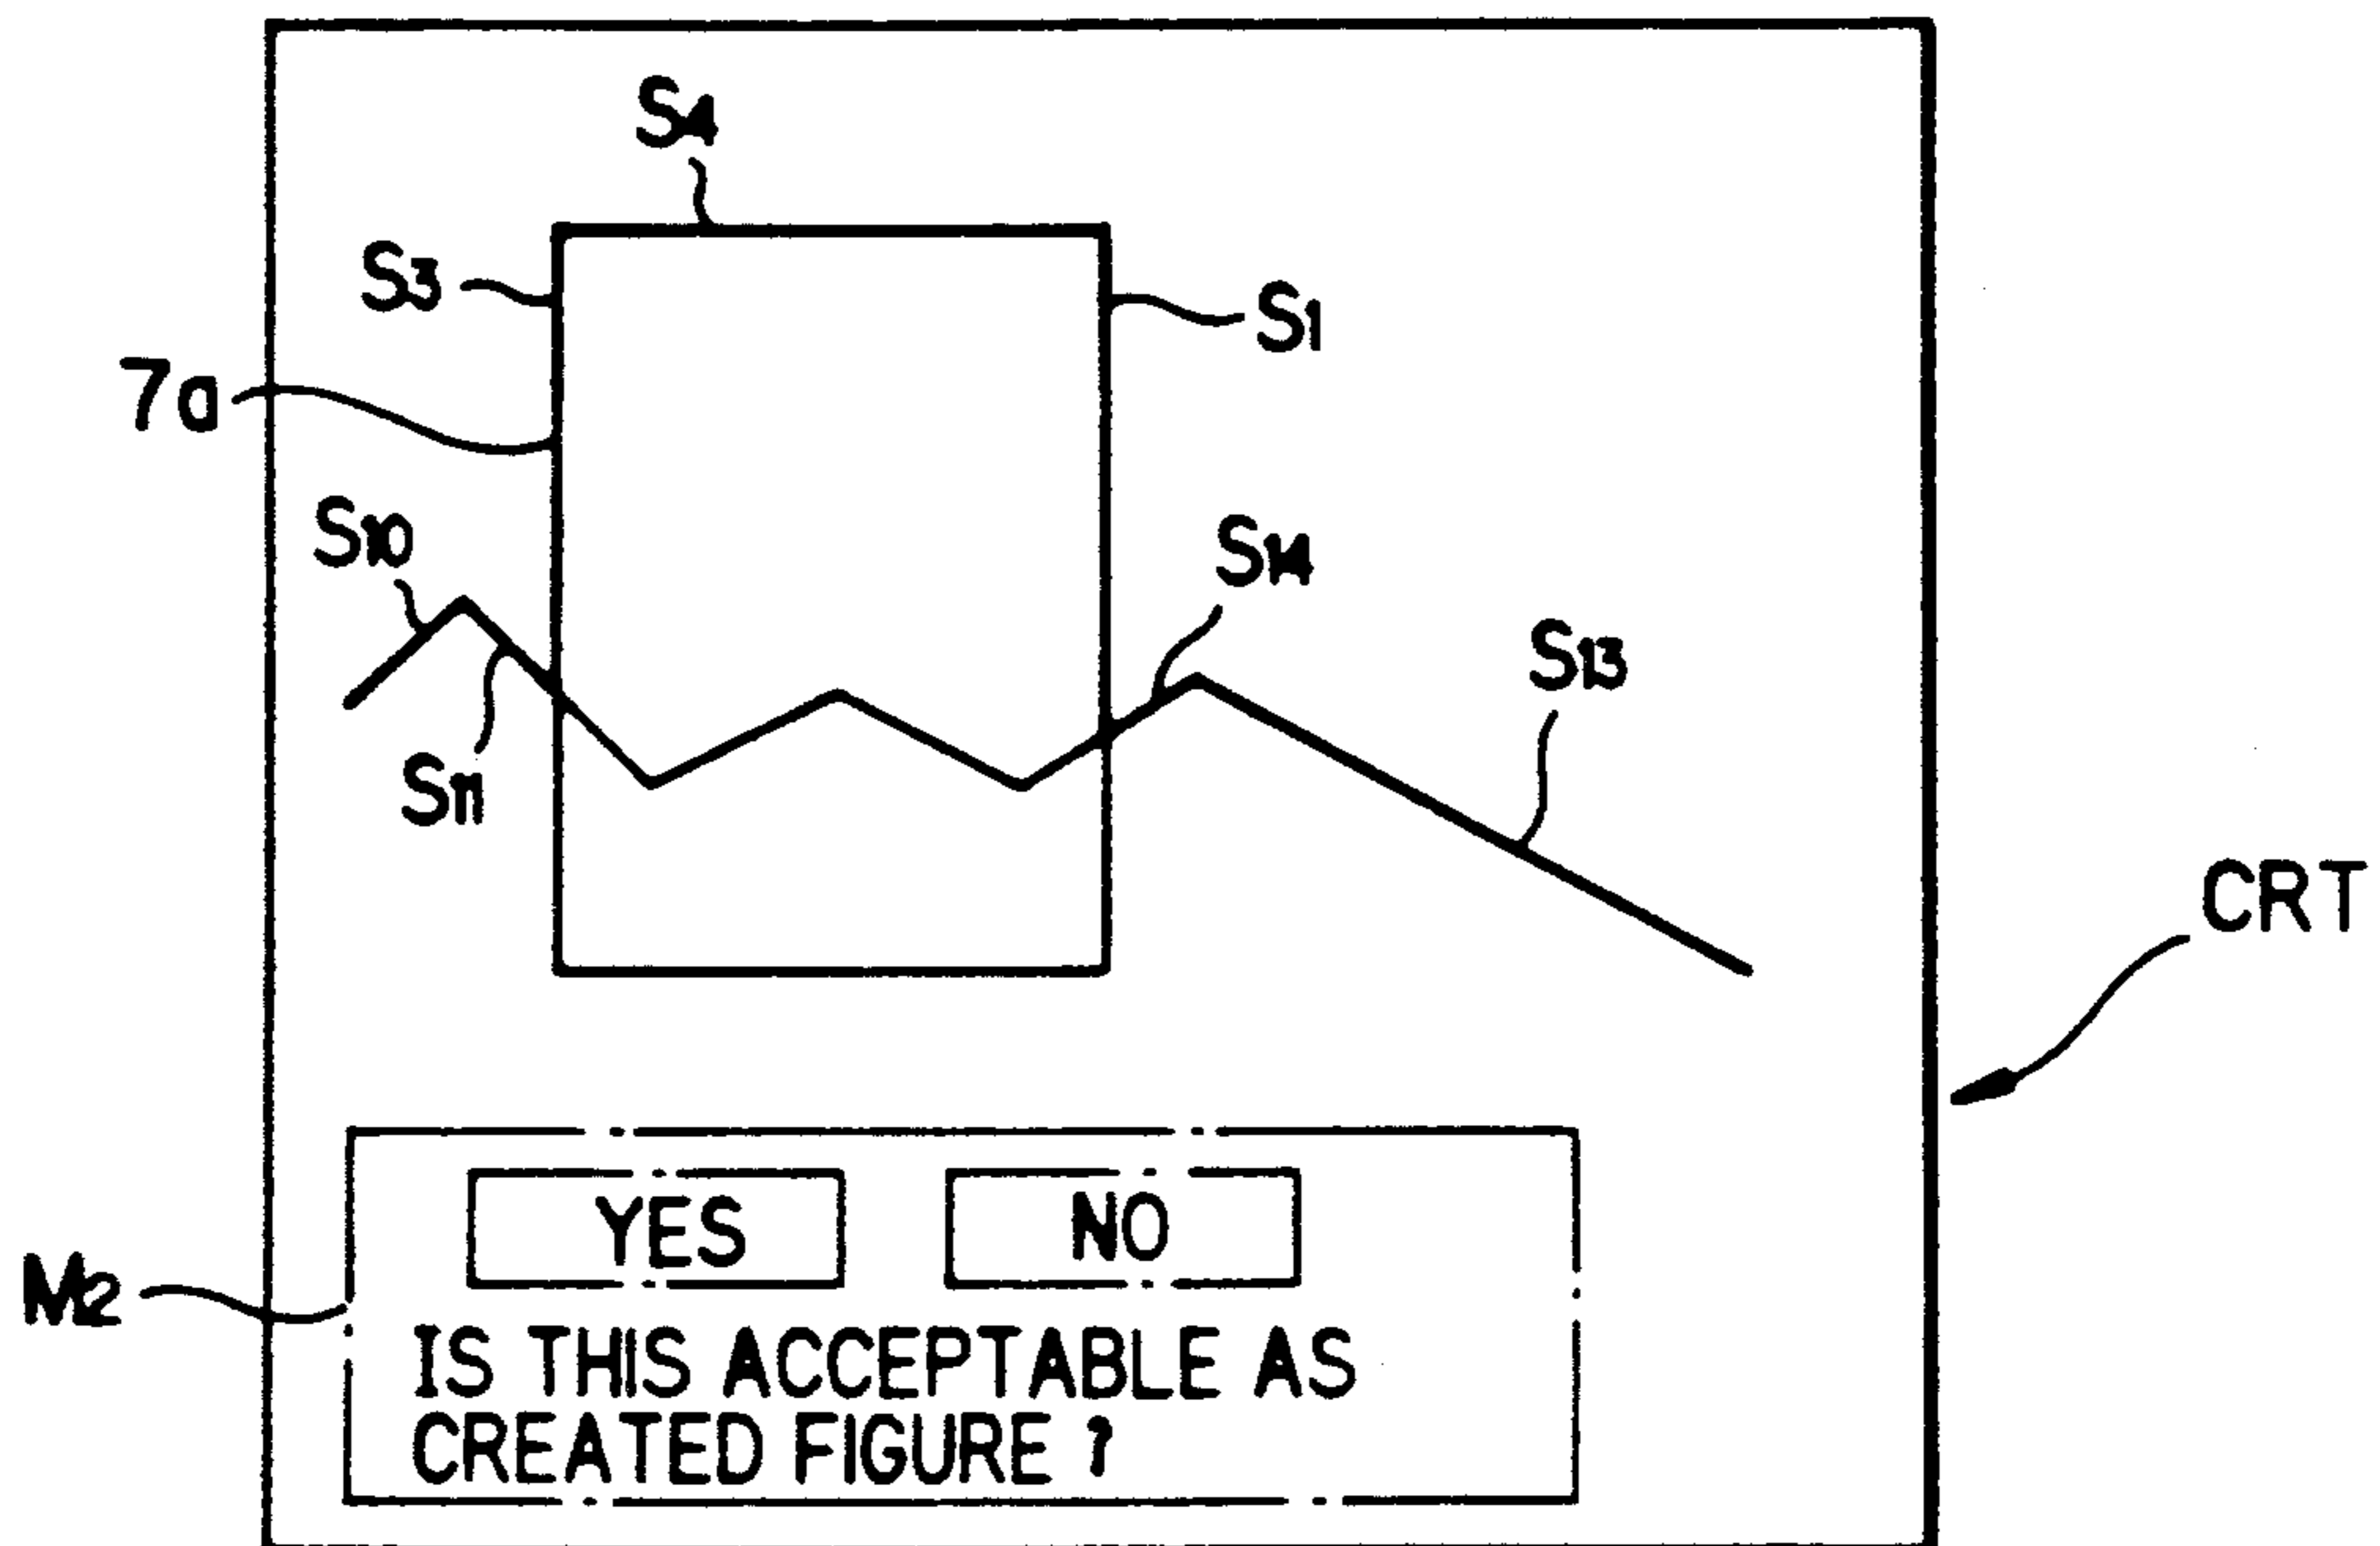 S4
S3
S1
7a
S10
S14
S13
S11
CRT
YES NO
M2
IS THIS ACCEPTABLE AS
CREATED FIGURE ?